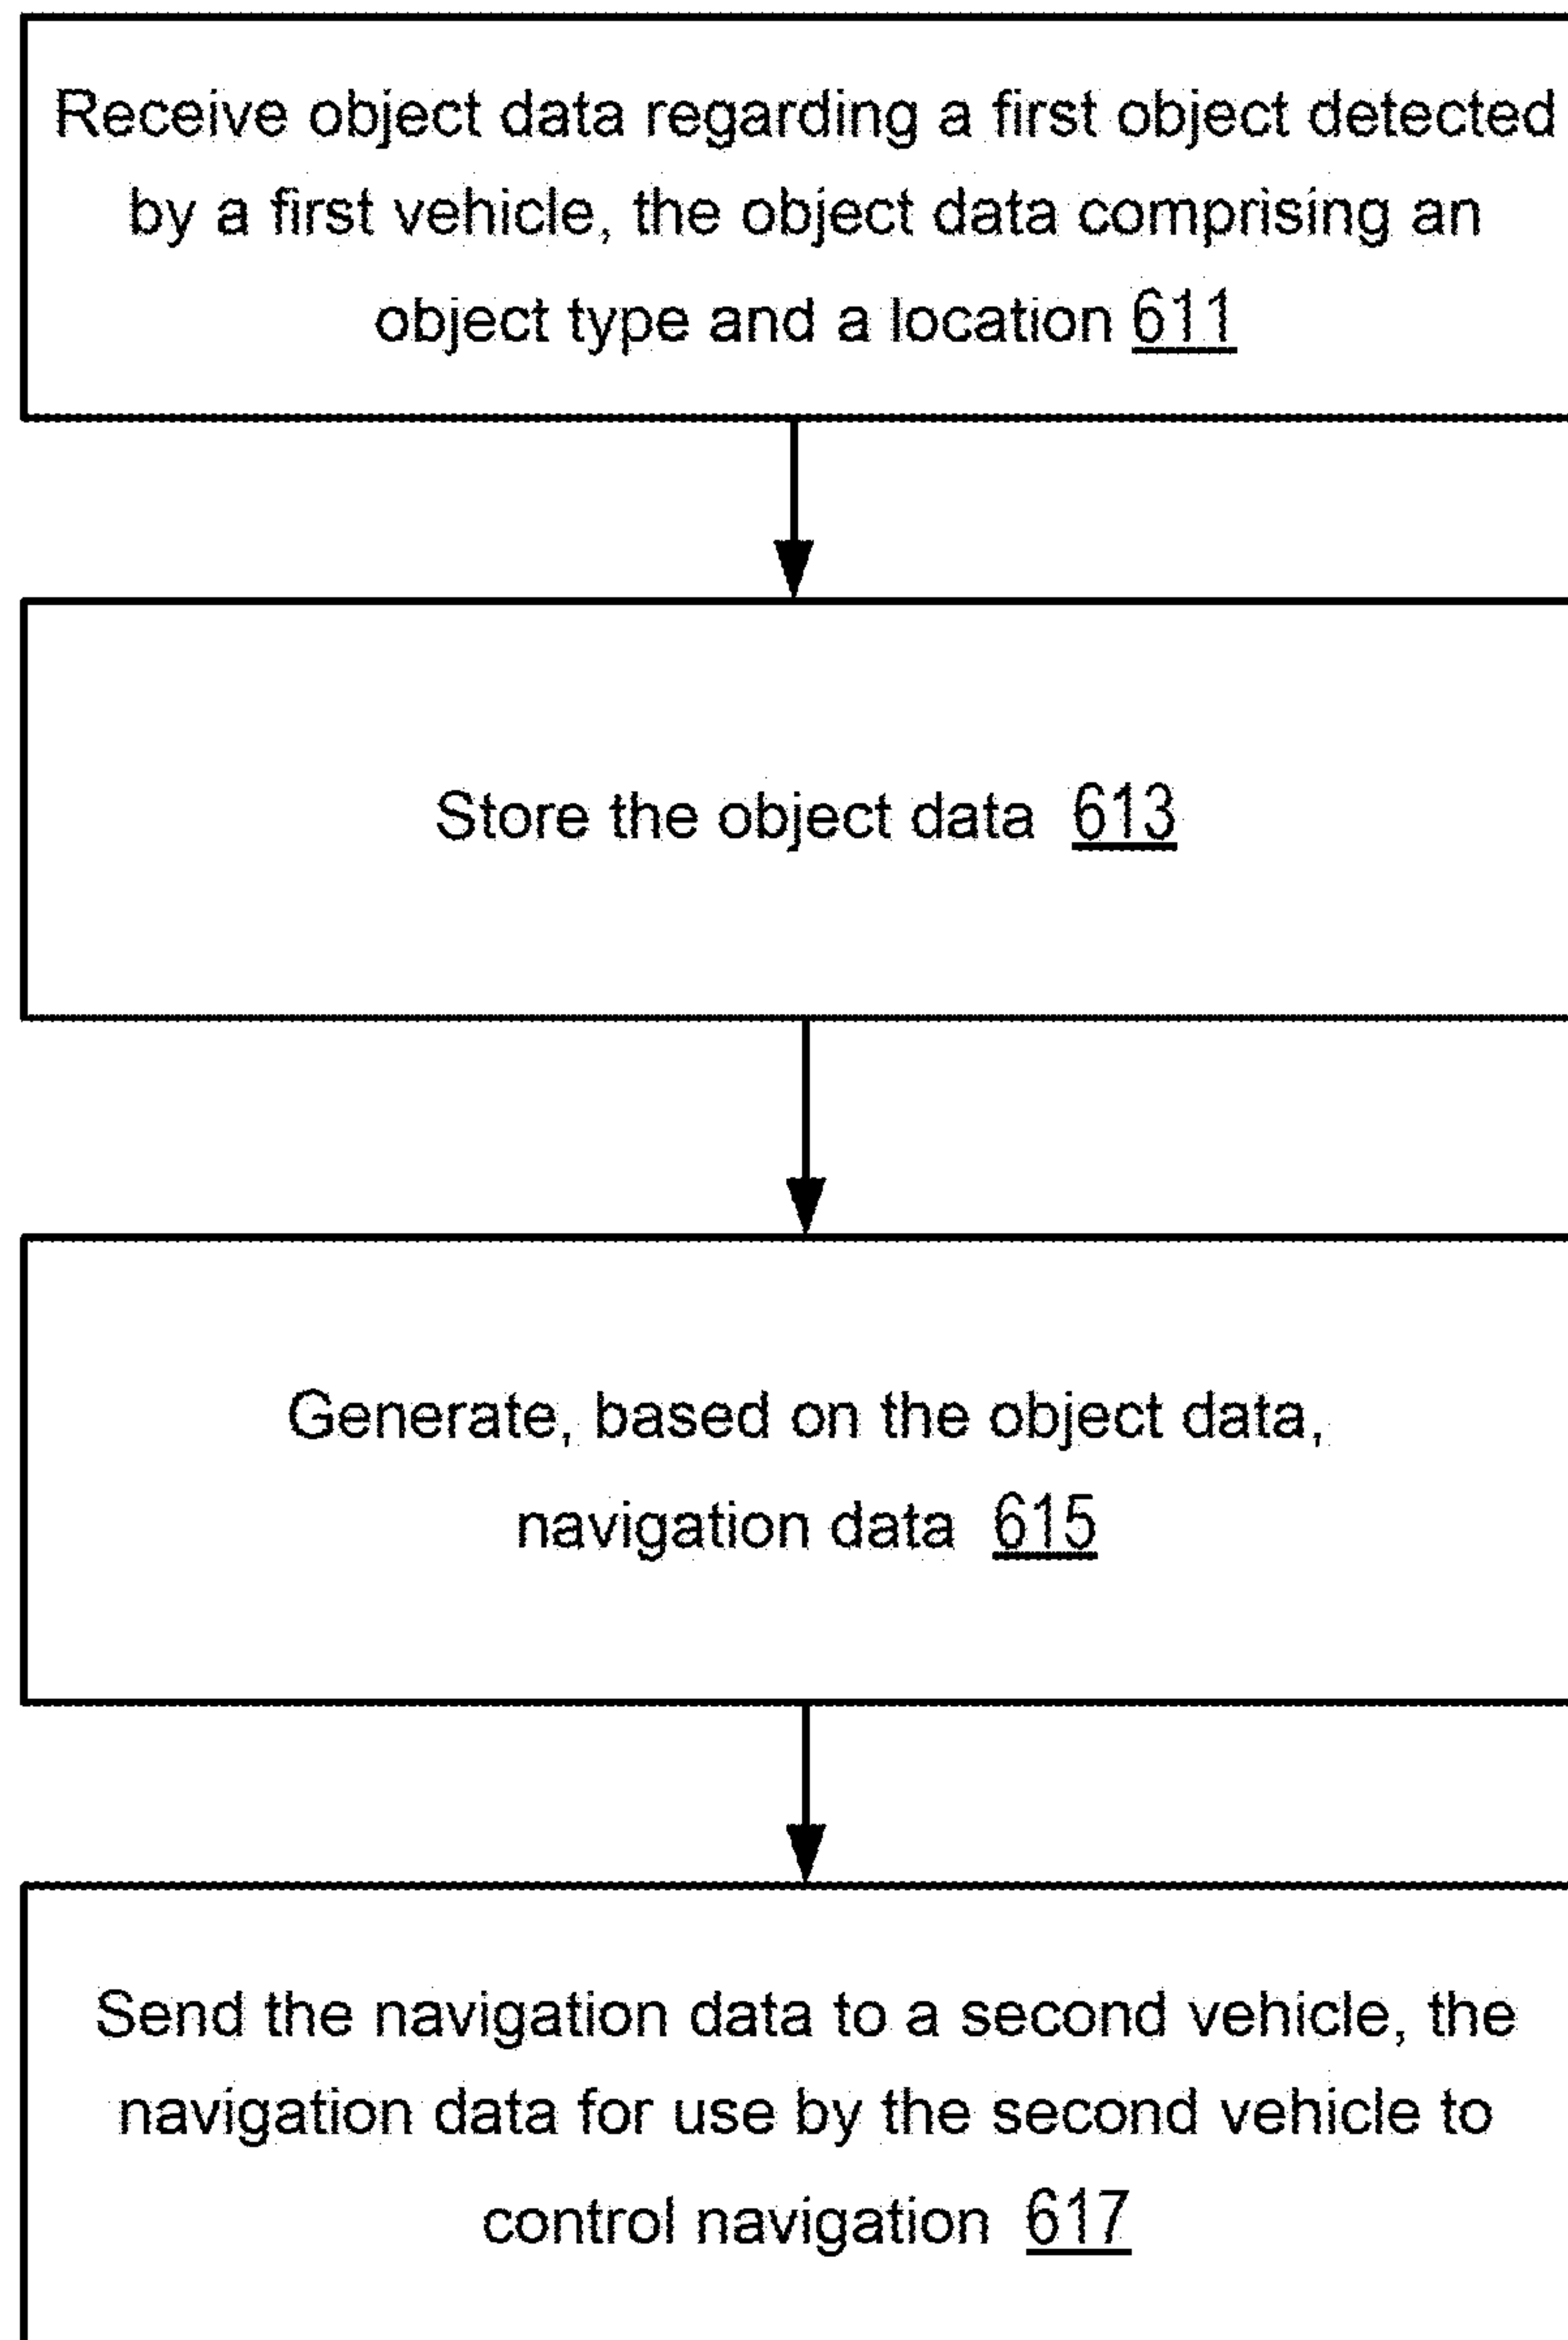 Receive object data regarding a first object detected
by a first vehicle, the object data comprising an
object type and a location 611
Store the object data 613
Generate, based on the object data,
navigation data 615
Send the navigation data to a second vehicle, the
navigation data for use by the second vehicle to
control navigation 617